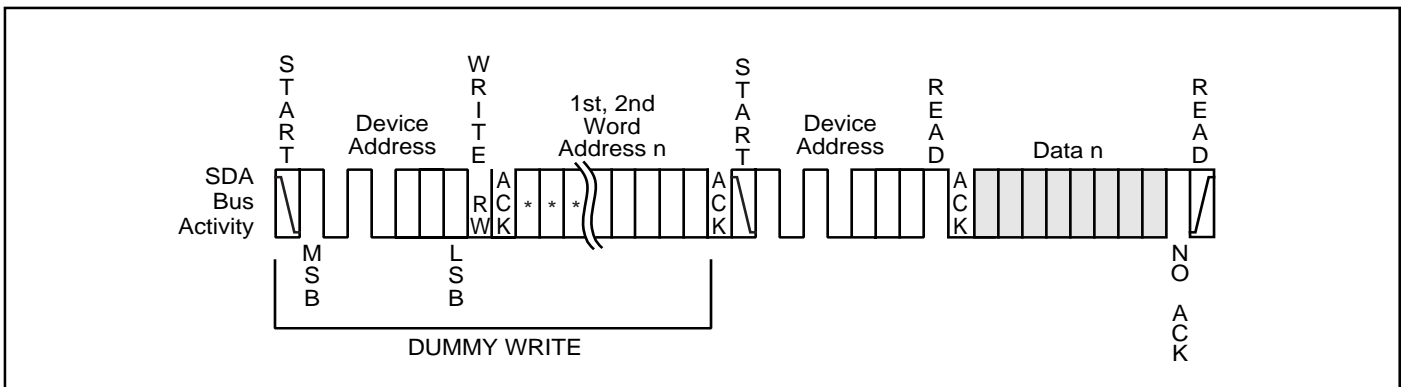 START
Device
Address
WRITE
1st, 2nd
Word
Address n
START
Device
Address
READ
Data n
READ
SDA
Bus
Activity
RW
ACK
* * *
ACK
ACK
MSB
LSB
NO ACK
DUMMY WRITE